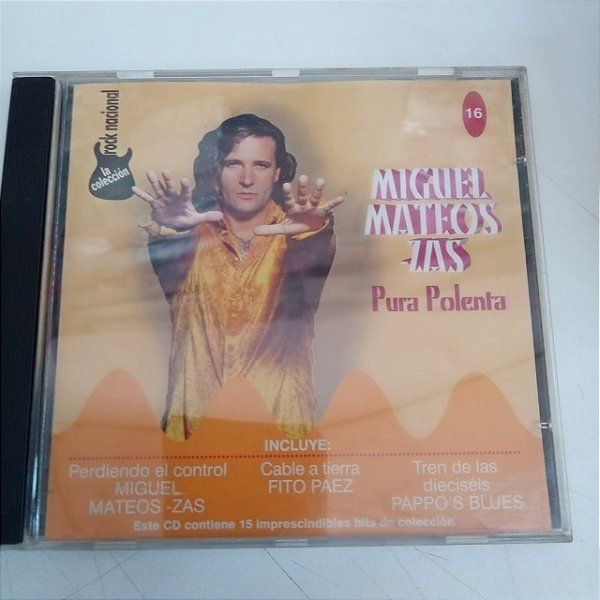 rock nacional
la
colección
16
MIGUEL
MATEOS
ZAS
Pura Polenta
INCLUYE:
Perdiendo el control
MIGUEL
MATEOS -ZAS
Cable a tierra
FITO PAEZ
Tren de las
dieciséis
PAPPO'S BLUES
Este CD contiene 15 imprescindibles hits de colección